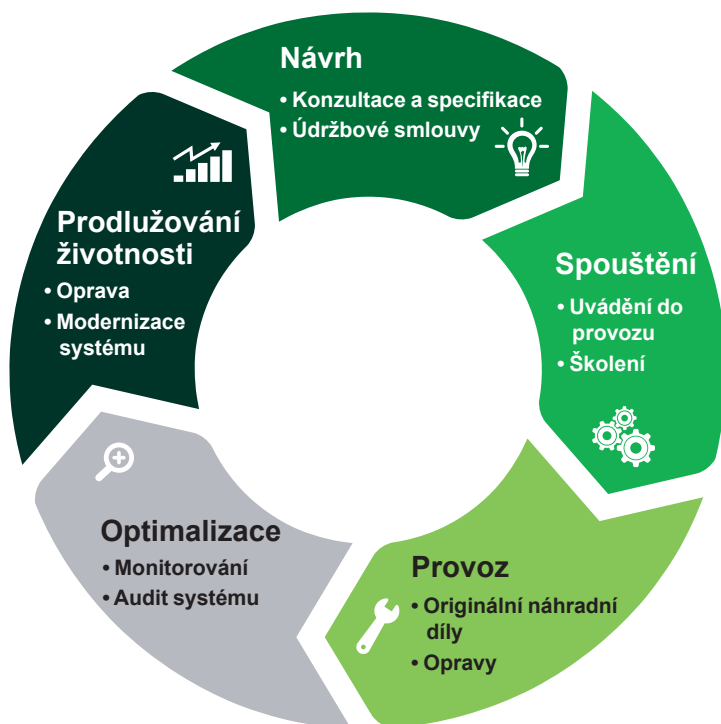 Návrh
• Konzultace a specifikace
• Údržbové smlouvy
Spouštění
• Uvádění do
provozu
• Školení
Provoz
• Originální náhradní
díly
• Opravy
Optimalizace
• Monitorování
• Audit systému
Prodlužování
životnosti
• Oprava
• Modernizace
systému